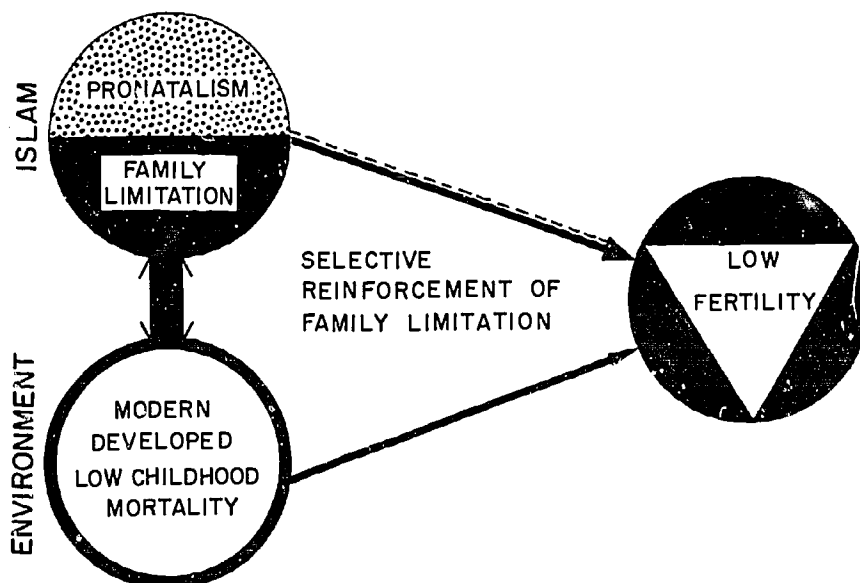 ISLAM
PRONATALISM
FAMILY
LIMITATION
SELECTIVE
REINFORCEMENT OF
FAMILY LIMITATION
LOW
FERTILITY
ENVIRONMENT
MODERN
DEVELOPED
LOW CHILDHOOD
MORTALITY